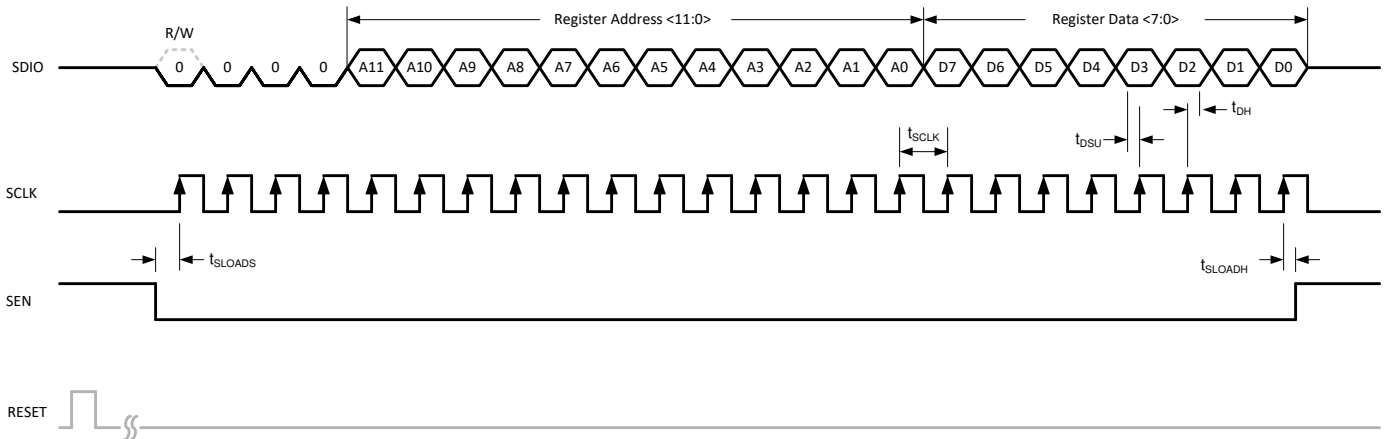 Register Address <11:0> Register Data <7:0>
R/W
SDIO 0 0 0 0 A11 A10 A9 A8 A7 A6 A5 A4 A3 A2 A1 A0 D7 D6 D5 D4 D3 D2 D1 D0
tDH
tSCLK tDSU
SCLK
tSLOADS tSLOADH
SEN
RESET